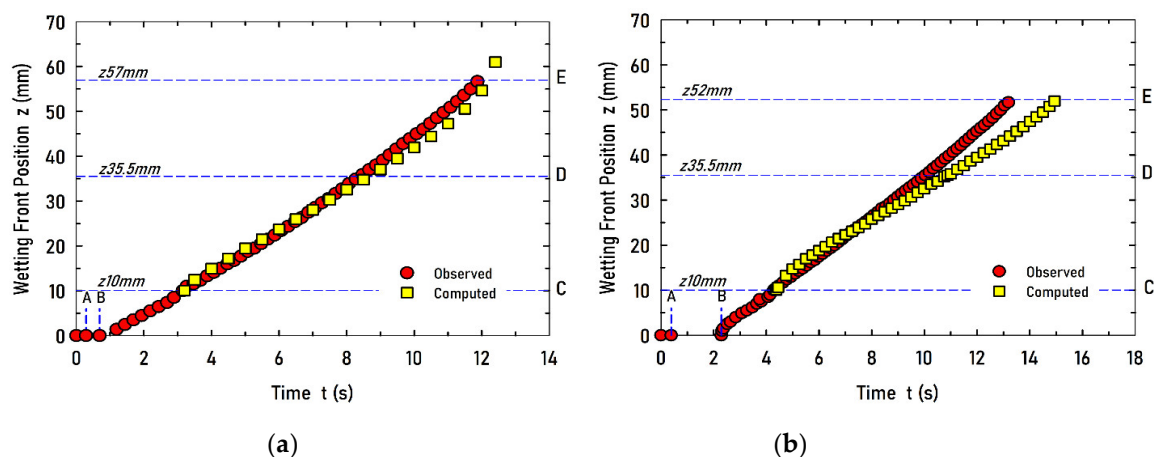 70
60
50
40
30
20
10
0
Wetting Front Position z (mm)
z57mm
E
z35.5mm
D
z10mm
C
A
B
Observed
Computed
0
2
4
6
8
10
12
14
Time t (s)
(a)
70
60
50
40
30
20
10
0
Wetting Front Position z (mm)
z52mm
E
z35.5mm
D
z10mm
C
A
B
Observed
Computed
0
2
4
6
8
10
12
14
16
18
Time t (s)
(b)